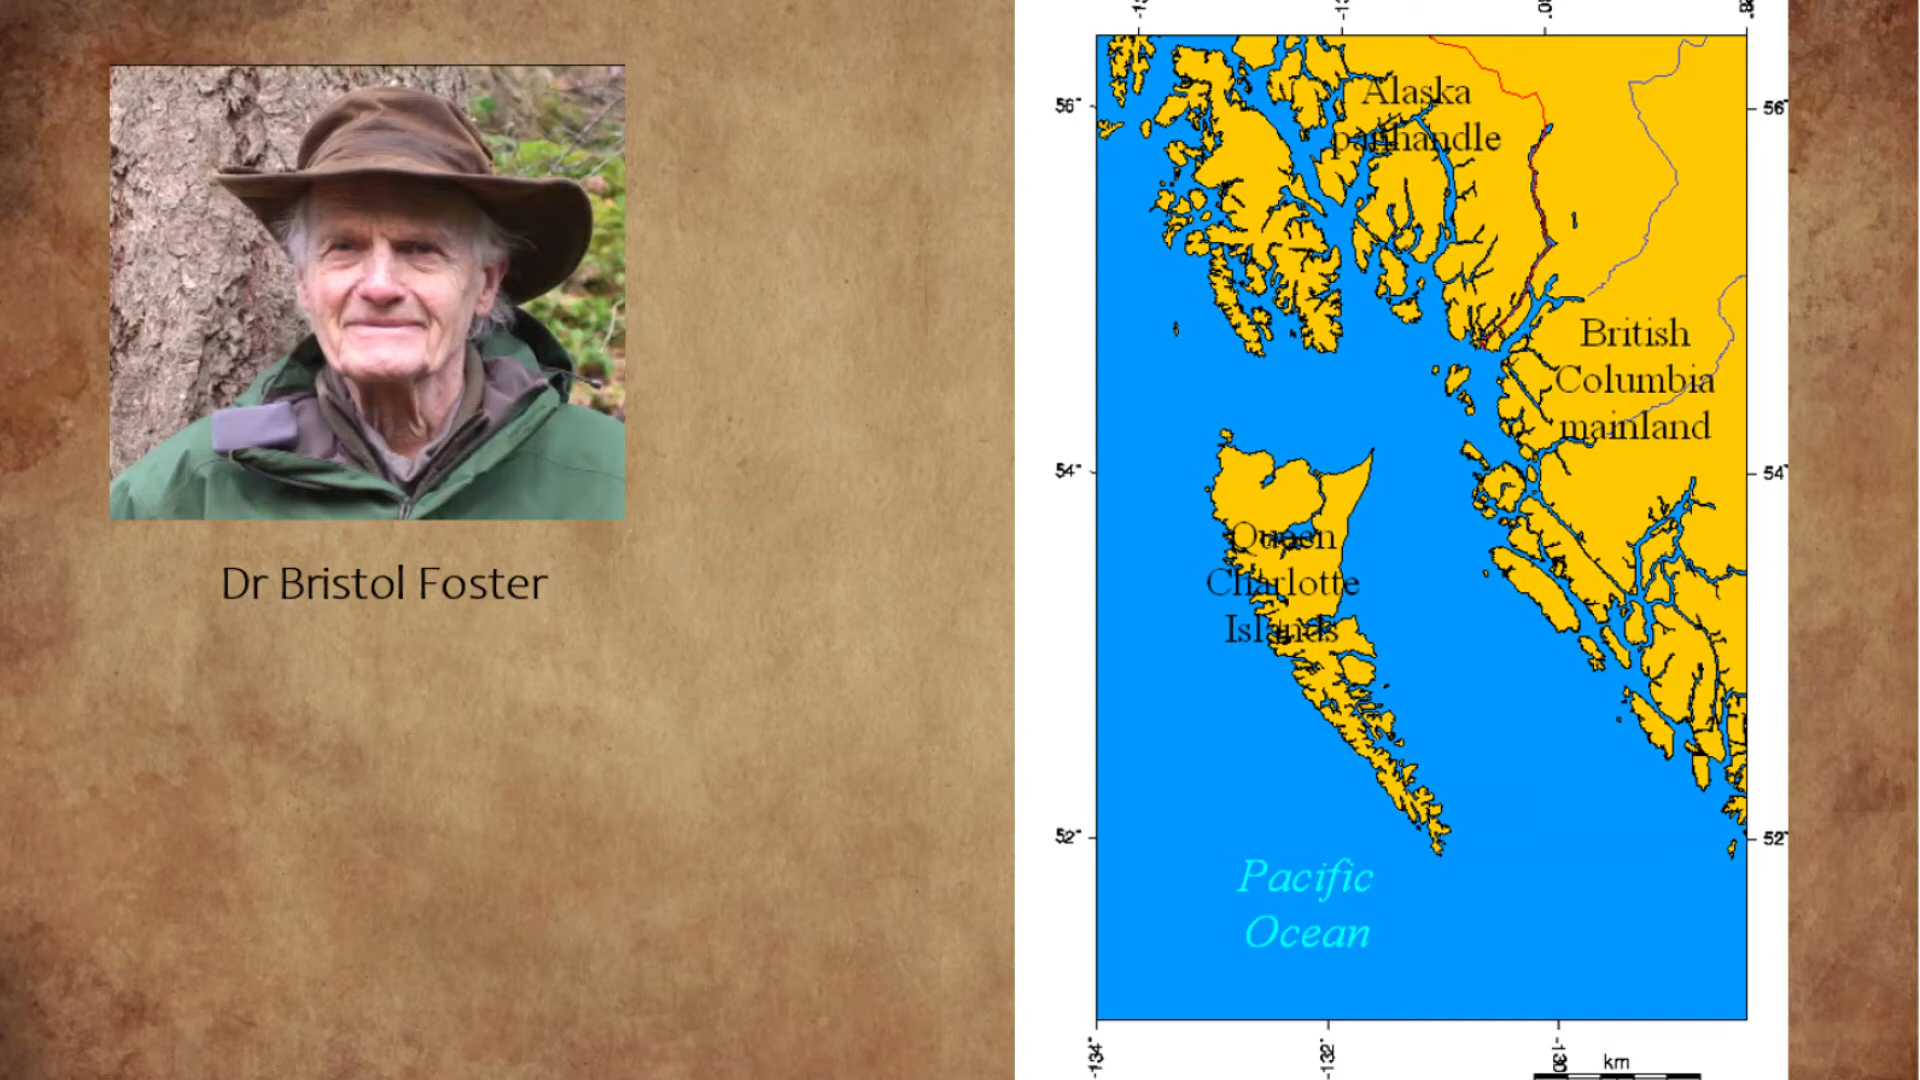 Dr Bristol Foster
Alaska
panhandle
British
Columbia
mainland
Queen
Charlotte
Islands
Pacific
Ocean
56°
56°
54°
54°
52°
52°
-134°
-132°
-130°
km